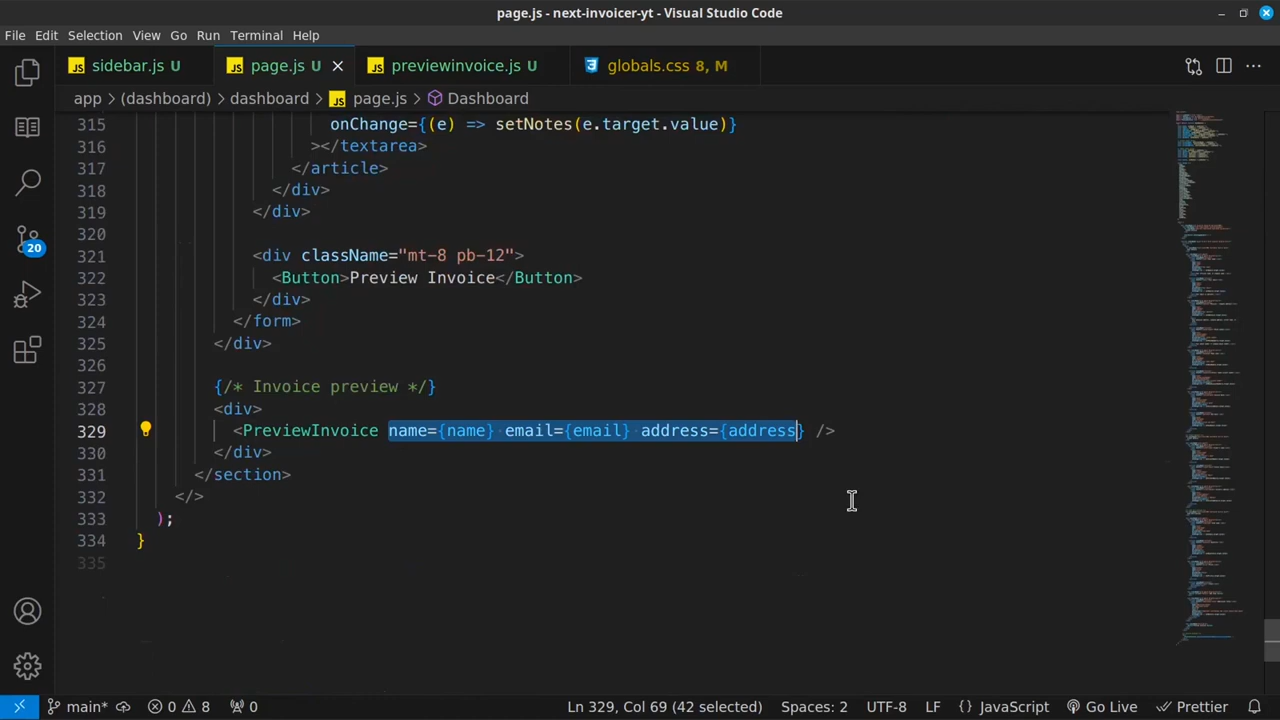 page.js - next-invoicer-yt - Visual Studio Code
File Edit Selection View Go Run Terminal Help
JS sidebar.js U JS page.js U JS previewinvoice.js U globals.css 8, M
app > (dashboard) > dashboard > JS page.js > Dashboard
315 onChange={(e) => setNotes(e.target.value)}
316 ></textarea>
317 </article>
318 </div>
319 </div>
320
321 <div className="mt-8 pb-12">
322 <Button>Preview Invoice</Button>
323 </div>
324 </form>
325 </div>
326
327 {/* Invoice preview */}
328 <div>
329 <PreviewInvoice name={name} email={email} address={address} />
330 </div>
331 </section>
332 </>
333 );
334 }
335
20
main* 0 8 0 Ln 329, Col 69 (42 selected) Spaces: 2 UTF-8 LF {} JavaScript Go Live Prettier